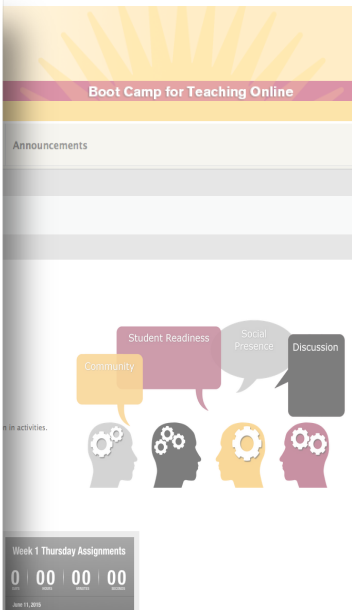 Boot Camp for Teaching Online
Announcements
Student Readiness
Social
Presence
Discussion
Community
n in activities.
Week 1 Thursday Assignments
0 00 00 00
June 11, 2015